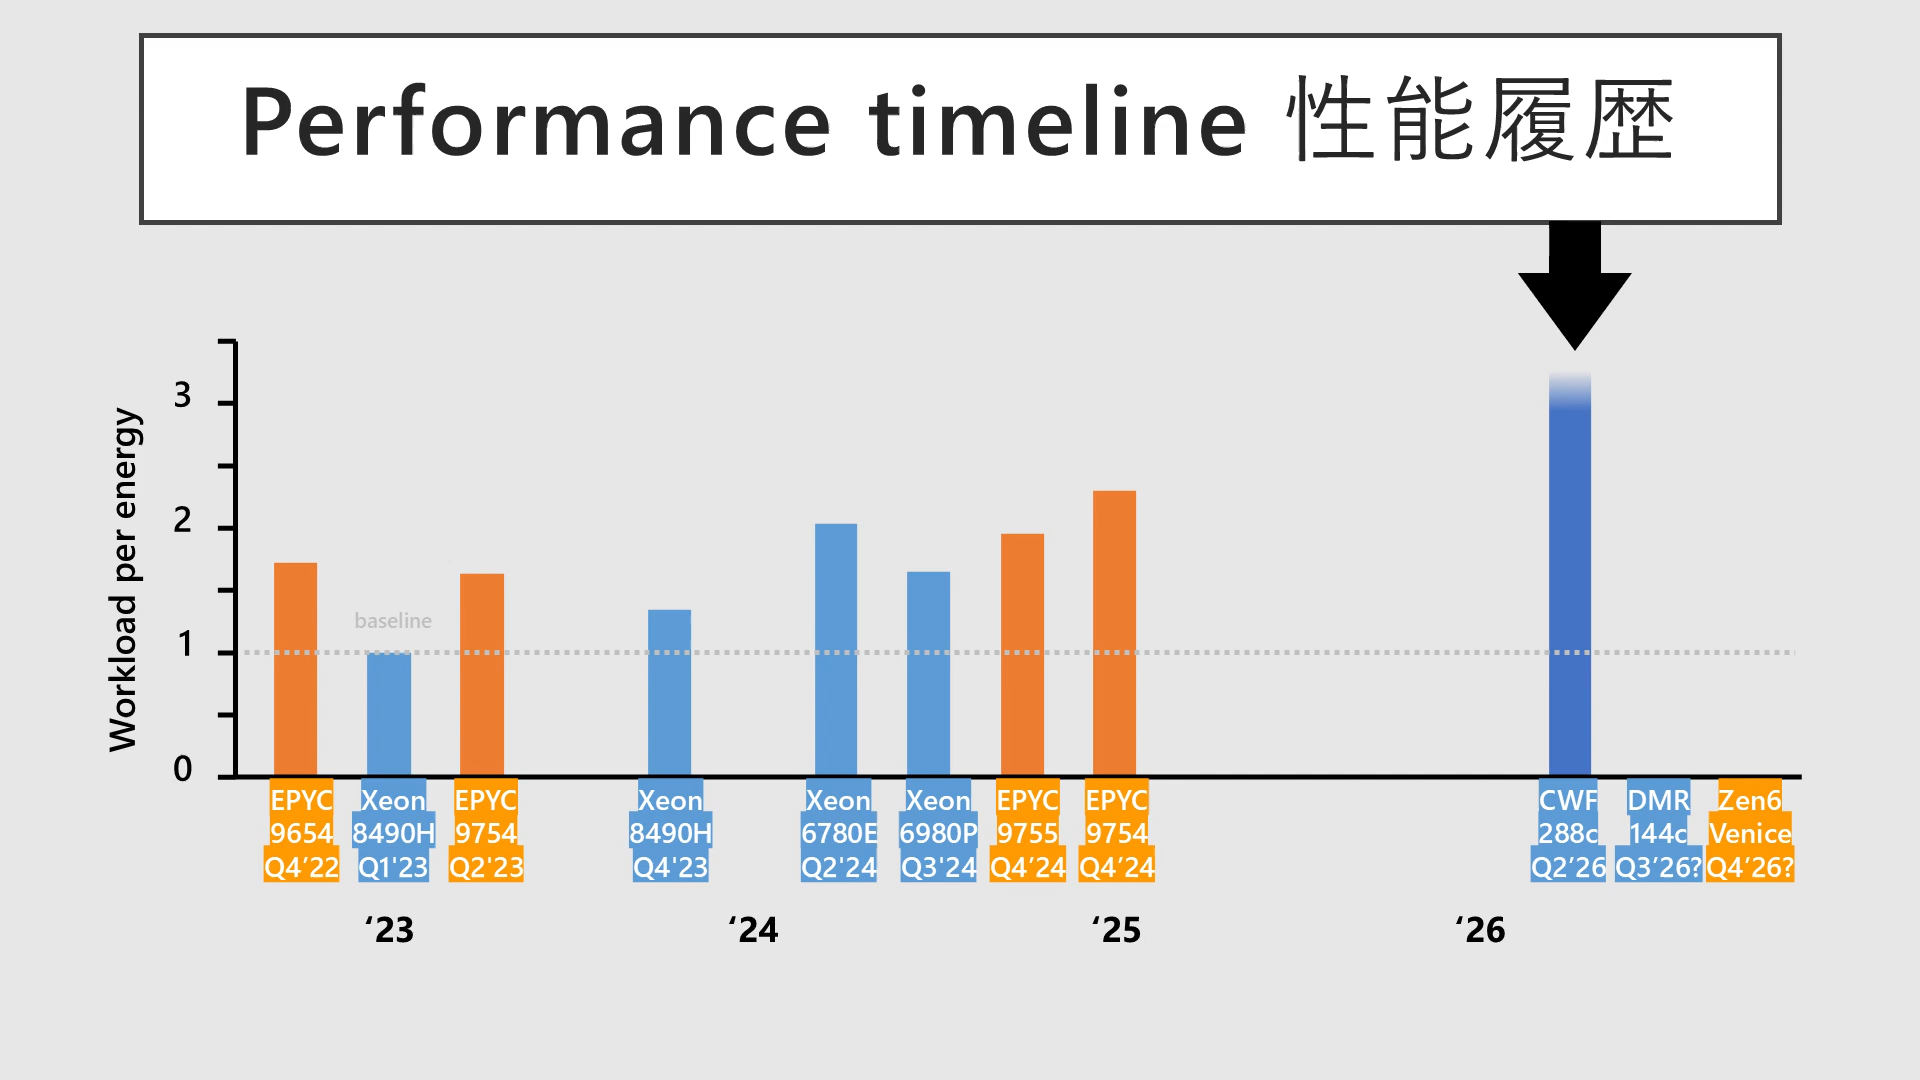 Performance timeline 性能履歴
Workload per energy
3
2
1
0
baseline
EPYC
9654
Q4’22
Xeon
8490H
Q1'23
EPYC
9754
Q2'23
Xeon
8490H
Q4'23
Xeon
6780E
Q2'24
Xeon
6980P
Q3'24
EPYC
9755
Q4’24
EPYC
9754
Q4’24
CWF
288c
Q2’26
DMR
144c
Q3’26?
Zen6
Venice
Q4’26?
‘23
‘24
‘25
‘26